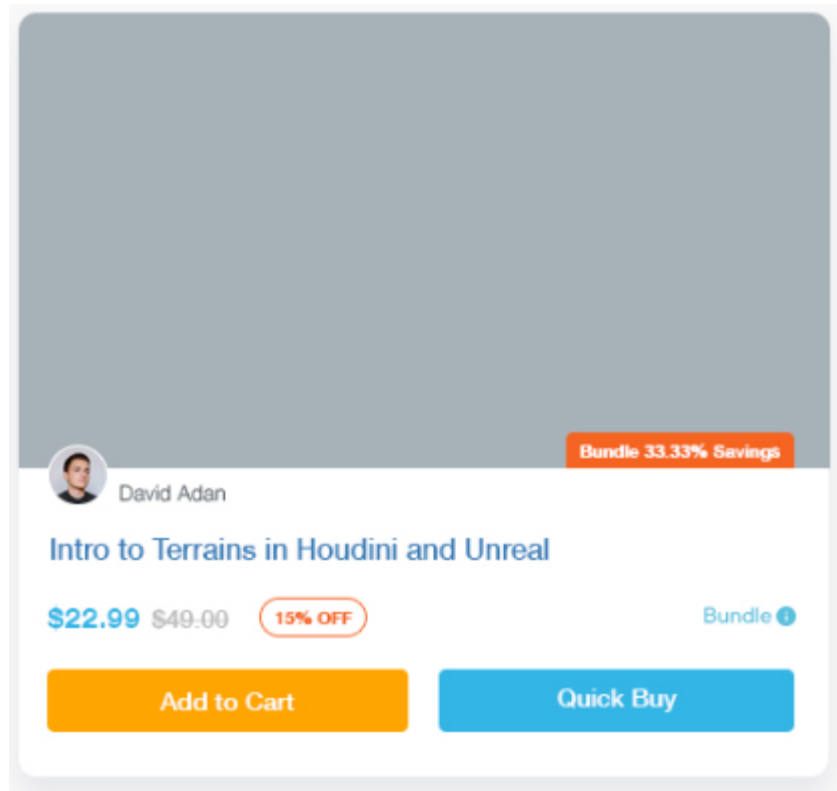 Bundle 33.33% Savings
David Adan
Intro to Terrains in Houdini and Unreal
$22.99 $49.00 15% OFF Bundle i
Add to Cart Quick Buy